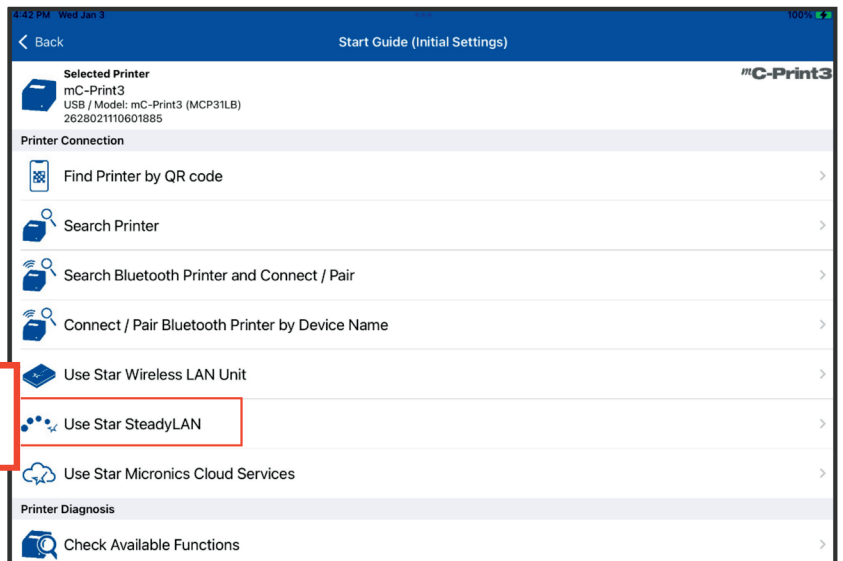 4:42 PM Wed Jan 3
100%
Back
Start Guide (Initial Settings)
Selected Printer
mC-Print3
mC-Print3
USB / Model: mC-Print3 (MCP31LB)
2628021110601885
Printer Connection
Find Printer by QR code
Search Printer
Search Bluetooth Printer and Connect / Pair
Connect / Pair Bluetooth Printer by Device Name
Use Star Wireless LAN Unit
Use Star SteadyLAN
Use Star Micronics Cloud Services
Printer Diagnosis
Check Available Functions